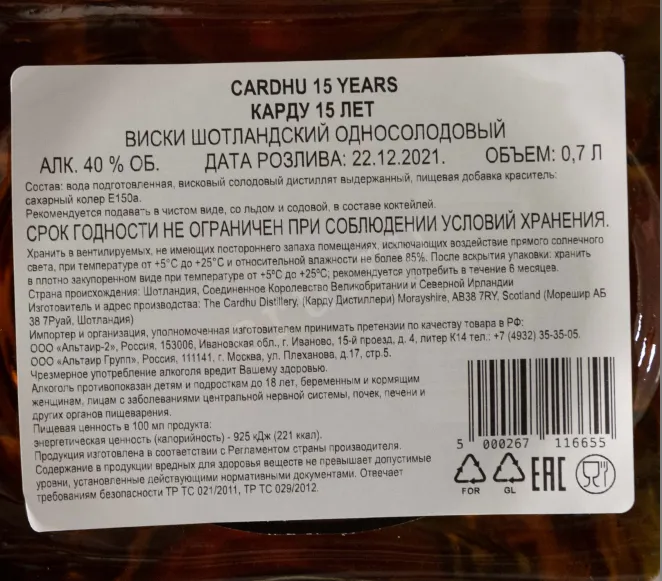 CARDHU 15 YEARS
КАРДУ 15 ЛЕТ
ВИСКИ ШОТЛАНДСКИЙ ОДНОСОЛОДОВЫЙ
АЛК. 40 % ОБ. ДАТА РОЗЛИВА: 22.12.2021. ОБЪЕМ: 0,7 Л
Состав: вода подготовленная, висковый солодовый дистиллят выдержанный, пищевая добавка краситель:
сахарный колер Е150а.
Рекомендуется подавать в чистом виде, со льдом и содовой, в составе коктейлей.
СРОК ГОДНОСТИ НЕ ОГРАНИЧЕН ПРИ СОБЛЮДЕНИИ УСЛОВИЙ ХРАНЕНИЯ.
Хранить в вентилируемых, не имеющих постороннего запаха помещениях, исключающих воздействие прямого солнечного
света, при температуре от +5°С до +25°С и относительной влажности не более 85%. После вскрытия упаковки: хранить
в плотно закупоренном виде при температуре от +5°С до +25°С; рекомендуется употребить в течение 6 месяцев.
Страна происхождения: Шотландия, Соединенное Королевство Великобритании и Северной Ирландии
Изготовитель и адрес производства: The Cardhu Distillery, (Карду Дистиллери) Morayshire, AB38 7RY, Scotland (Морешир АБ
38 7Руай, Шотландия)
Импортер и организация, уполномоченная изготовителем принимать претензии по качеству товара в РФ:
ООО «Альтаир-2», Россия, 153006, Ивановская обл., г. Иваново, 15-й проезд, д. 4, литер К14 тел.: +7 (4932) 35-35-05.
ООО «Альтаир Групп», Россия, 111141, г. Москва, ул. Плеханова, д.17, стр.5.
Чрезмерное употребление алкоголя вредит Вашему здоровью.
Алкоголь противопоказан детям и подросткам до 18 лет, беременным и кормящим
женщинам, лицам с заболеваниями центральной нервной системы, почек, печени и
других органов пищеварения.
Пищевая ценность в 100 мл продукта:
энергетическая ценность (калорийность) - 925 кДж (221 ккал).
Продукция изготовлена в соответствии с Регламентом страны производителя.
Содержание в продукции вредных для здоровья веществ не превышает допустимые
уровни, установленные нормативными документами. Отвечает
требованиям безопасности ТР ТС 021/2011, ТР ТС 029/2012.
5 000267 116655
FOR GL EAC